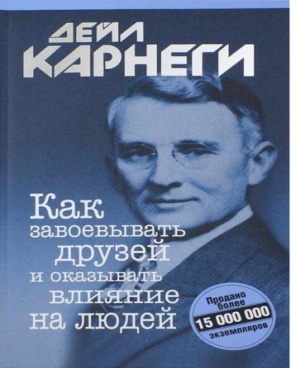 ДЕЙЛ
КАРНЕГИ
Как
завоевывать
друзей
и оказывать
влияние
на людей
Продано
более
15 000 000
экземпляров